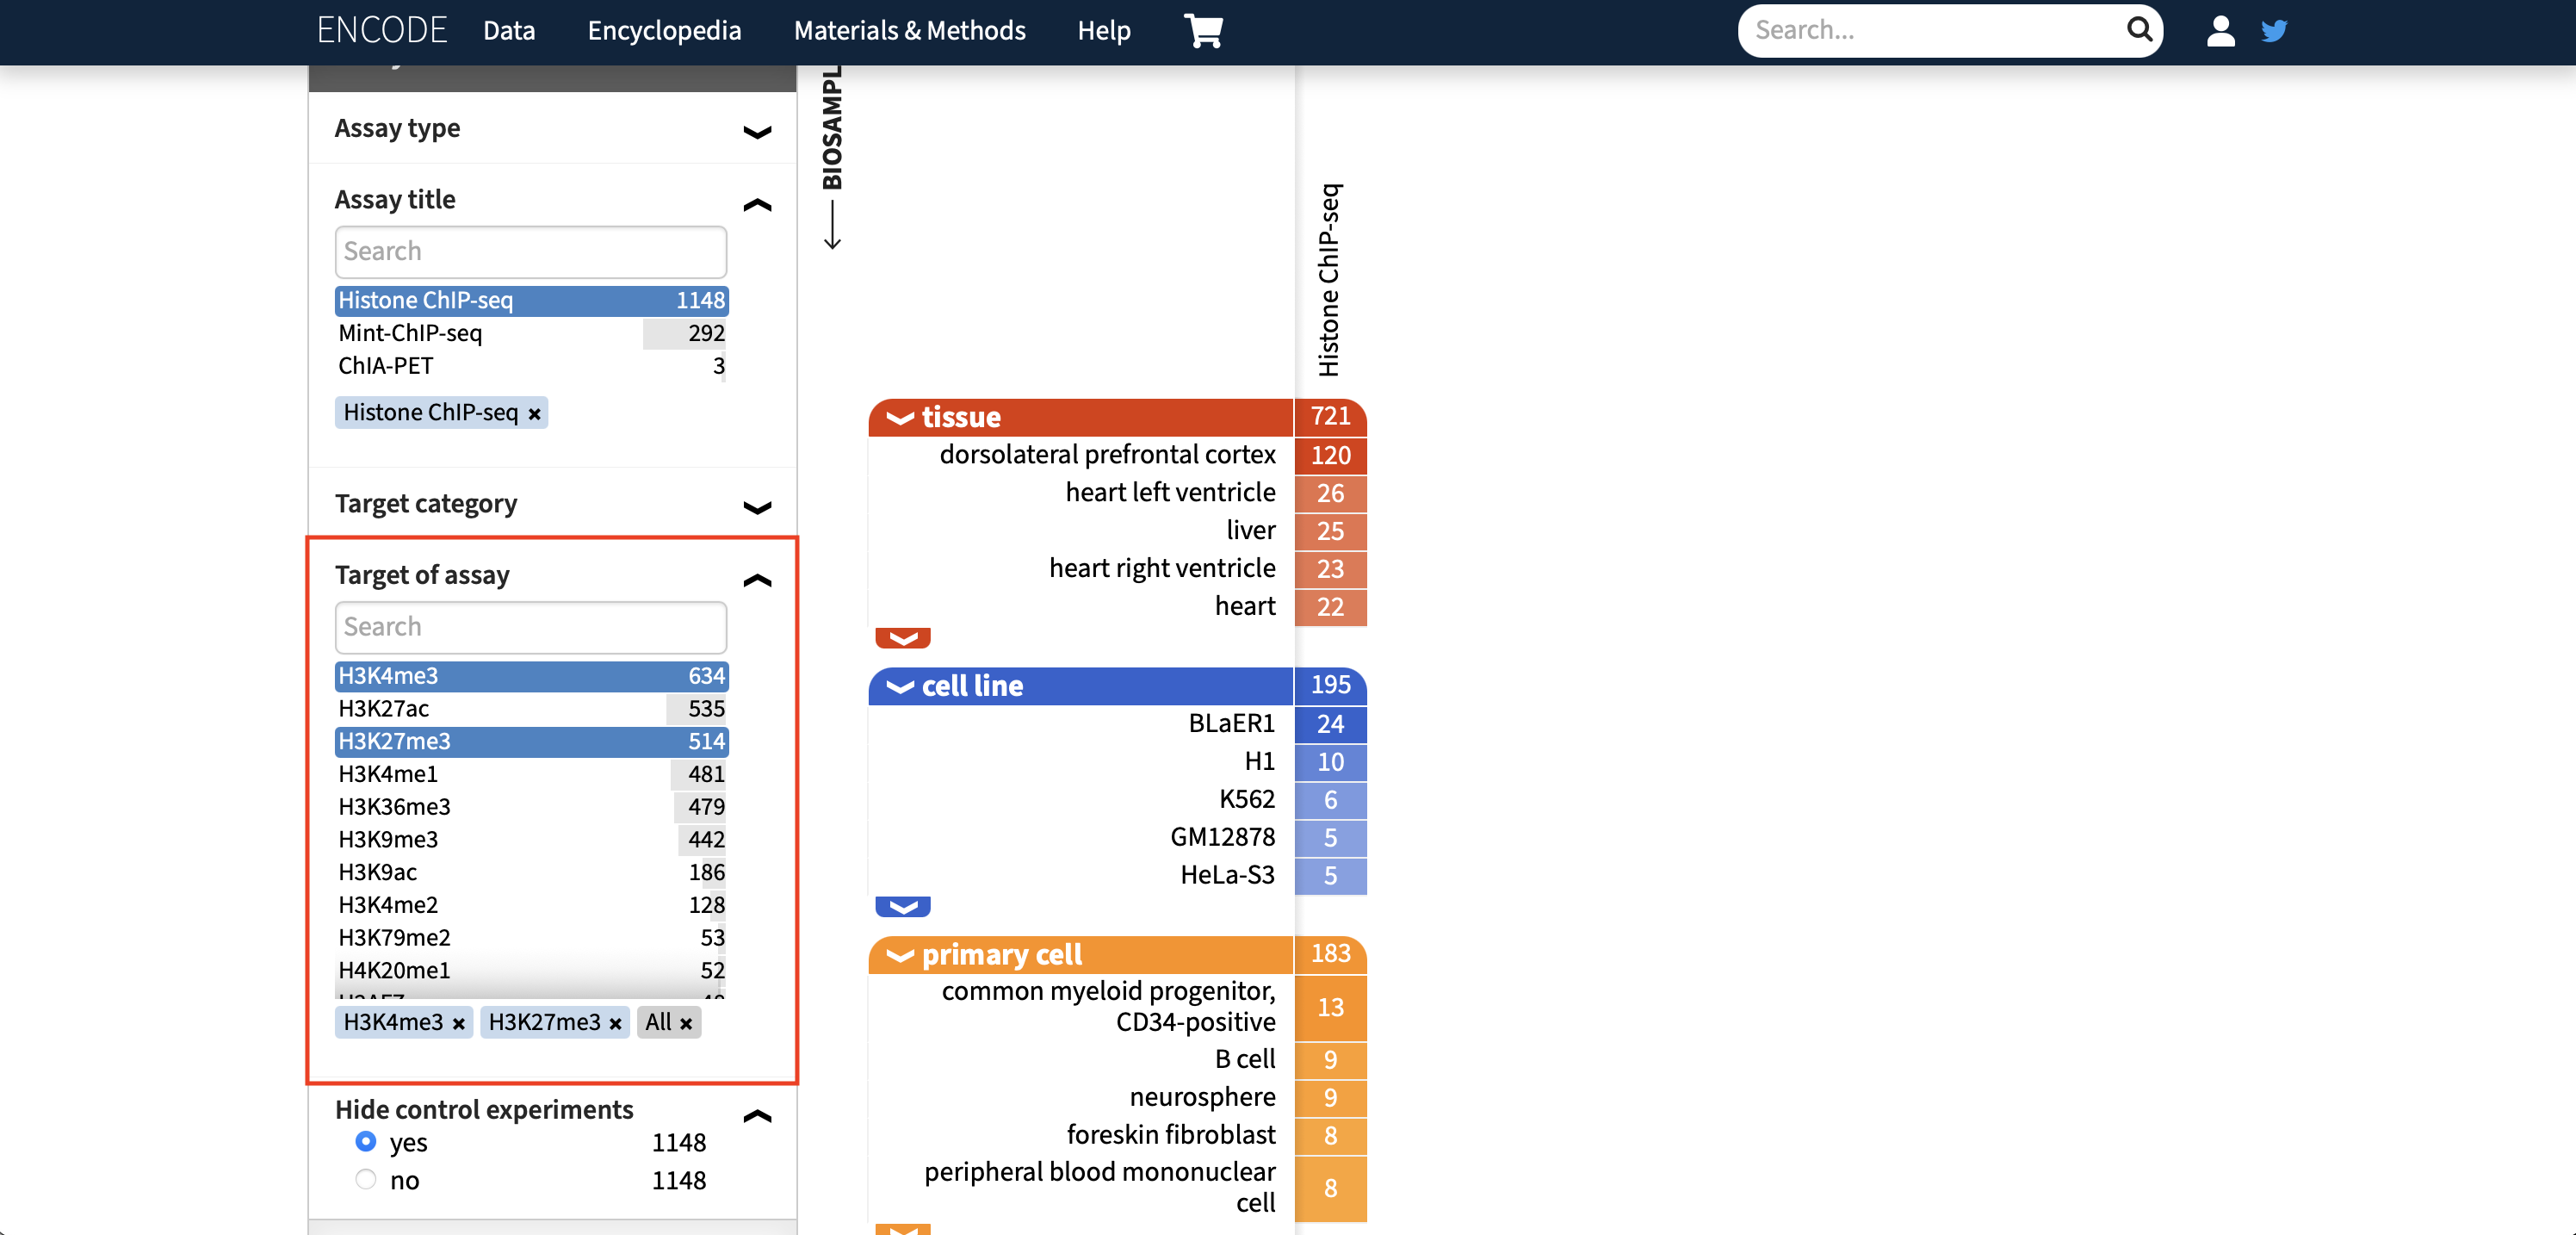 ENCODE Data Encyclopedia Materials & Methods Help Search...
Assay type
Assay title
Search
Histone ChIP-seq 1148
Mint-ChIP-seq 292
ChIA-PET 3
Histone ChIP-seq ×
Target category
Target of assay
Search
H3K4me3 634
H3K27ac 535
H3K27me3 514
H3K4me1 481
H3K36me3 479
H3K9me3 442
H3K9ac 186
H3K4me2 128
H3K79me2 53
H4K20me1 52
H3K4me3 × H3K27me3 × All ×
Hide control experiments
yes 1148
no 1148
BIOSAMPL
Histone ChIP-seq
tissue 721
dorsolateral prefrontal cortex 120
heart left ventricle 26
liver 25
heart right ventricle 23
heart 22
cell line 195
BLaER1 24
H1 10
K562 6
GM12878 5
HeLa-S3 5
primary cell 183
common myeloid progenitor,
CD34-positive 13
B cell 9
neurosphere 9
foreskin fibroblast 8
peripheral blood mononuclear
cell 8